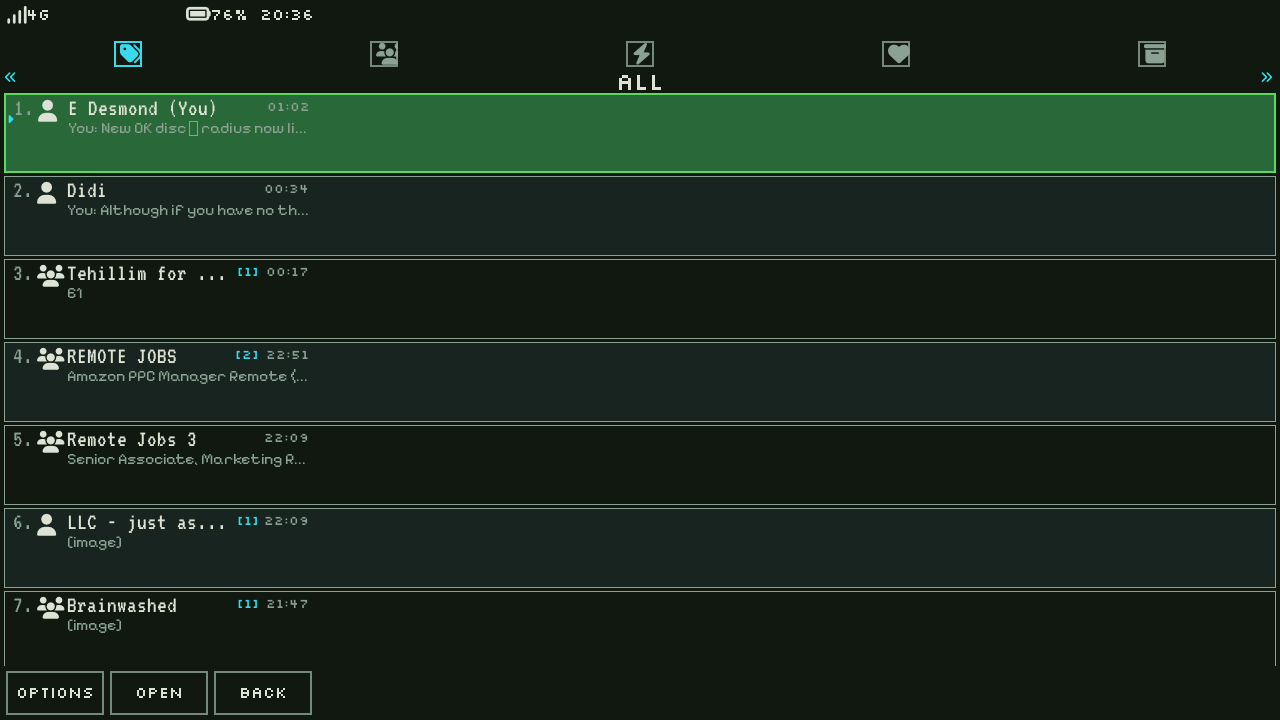 4G 76% 20:36
« »
ALL
1. E Desmond (You) 01:02
You: New OK disc radius now li...
2. Didi 00:34
You: Although if you have no th...
3. Tehillim for ... [1] 00:17
61
4. REMOTE JOBS [2] 22:51
Amazon PPC Manager Remote (...
5. Remote Jobs 3 22:09
Senior Associate, Marketing R...
6. LLC - just as... [1] 22:09
(image)
7. Brainwashed [1] 21:47
(image)
OPTIONS OPEN BACK